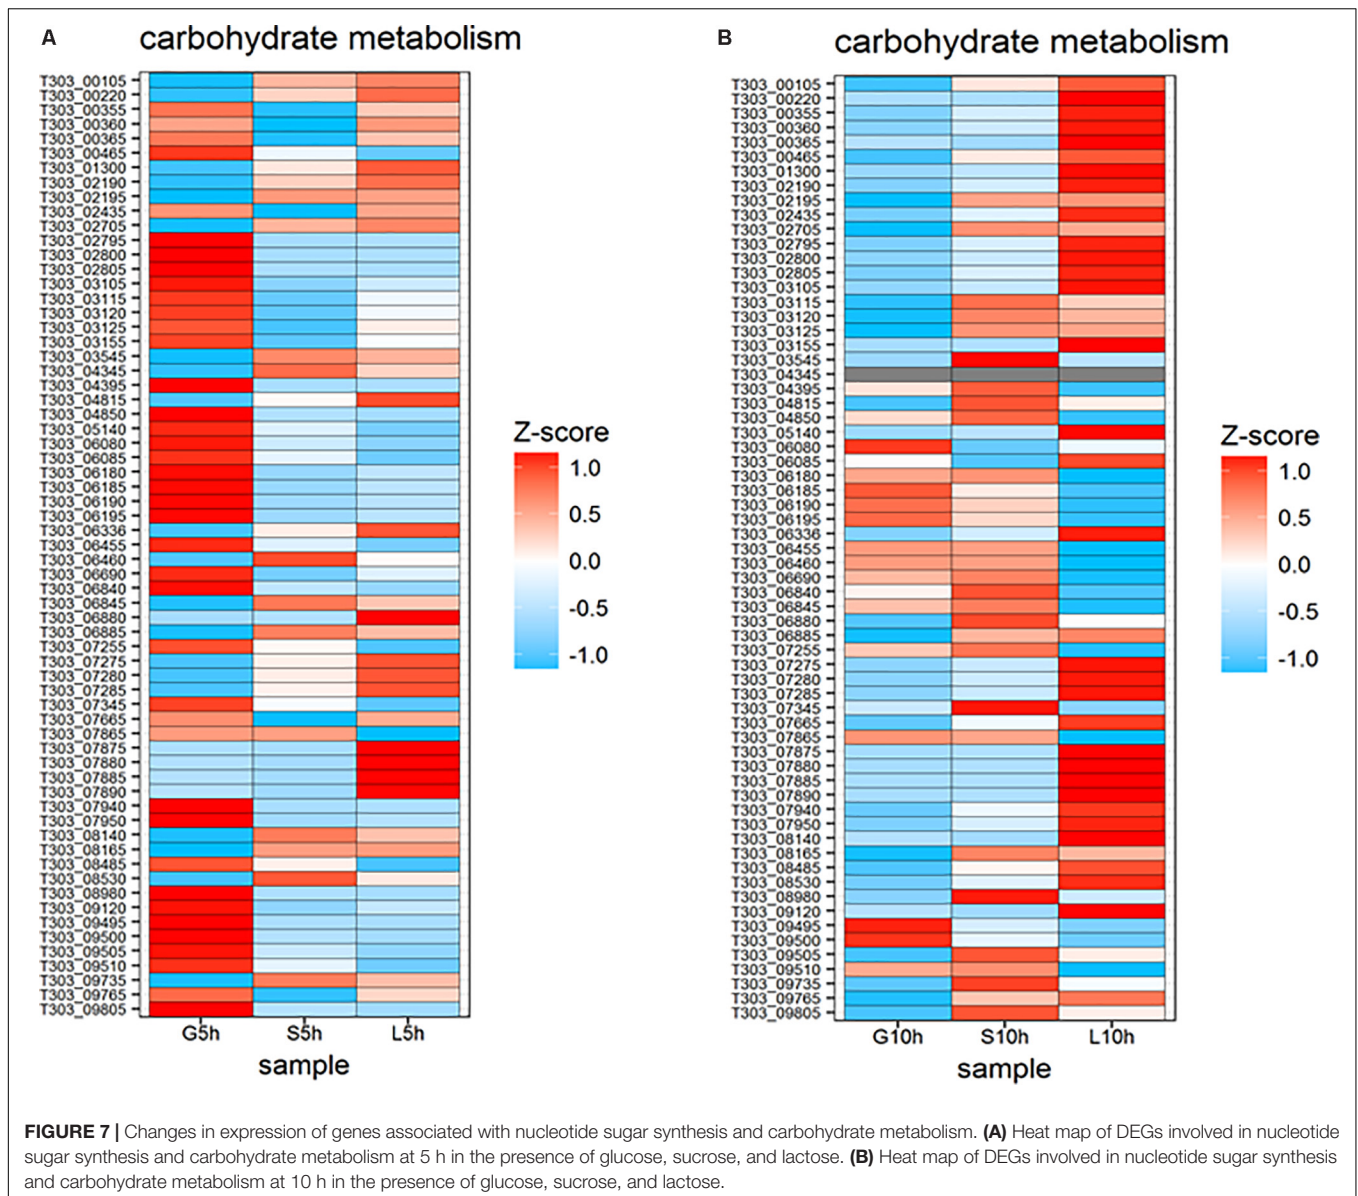 A
carbohydrate metabolism
T303_00105
T303_00220
T303_00355
T303_00360
T303_00365
T303_00465
T303_01300
T303_02190
T303_02195
T303_02435
T303_02705
T303_02795
T303_02800
T303_02805
T303_03105
T303_03115
T303_03120
T303_03125
T303_03155
T303_03545
T303_04345
T303_04395
T303_04815
T303_04850
T303_05140
T303_06080
T303_06085
T303_06180
T303_06185
T303_06190
T303_06195
T303_06336
T303_06455
T303_06460
T303_06690
T303_06840
T303_06845
T303_06880
T303_06885
T303_07255
T303_07275
T303_07280
T303_07285
T303_07345
T303_07665
T303_07865
T303_07875
T303_07880
T303_07885
T303_07890
T303_07940
T303_07950
T303_08140
T303_08165
T303_08485
T303_08530
T303_08980
T303_09120
T303_09495
T303_09500
T303_09505
T303_09510
T303_09735
T303_09765
T303_09805
G5h S5h L5h
sample
Z-score
1.0
0.5
0.0
-0.5
-1.0
B
carbohydrate metabolism
T303_00105
T303_00220
T303_00355
T303_00360
T303_00365
T303_00465
T303_01300
T303_02190
T303_02195
T303_02435
T303_02705
T303_02795
T303_02800
T303_02805
T303_03105
T303_03115
T303_03120
T303_03125
T303_03155
T303_03545
T303_04345
T303_04395
T303_04815
T303_04850
T303_05140
T303_06080
T303_06085
T303_06180
T303_06185
T303_06190
T303_06195
T303_06336
T303_06455
T303_06460
T303_06690
T303_06840
T303_06845
T303_06880
T303_06885
T303_07255
T303_07275
T303_07280
T303_07285
T303_07345
T303_07665
T303_07865
T303_07875
T303_07880
T303_07885
T303_07890
T303_07940
T303_07950
T303_08140
T303_08165
T303_08485
T303_08530
T303_08980
T303_09120
T303_09495
T303_09500
T303_09505
T303_09510
T303_09735
T303_09765
T303_09805
G10h S10h L10h
sample
Z-score
1.0
0.5
0.0
-0.5
-1.0
FIGURE 7 | Changes in expression of genes associated with nucleotide sugar synthesis and carbohydrate metabolism. (A) Heat map of DEGs involved in nucleotide
sugar synthesis and carbohydrate metabolism at 5 h in the presence of glucose, sucrose, and lactose. (B) Heat map of DEGs involved in nucleotide sugar synthesis
and carbohydrate metabolism at 10 h in the presence of glucose, sucrose, and lactose.